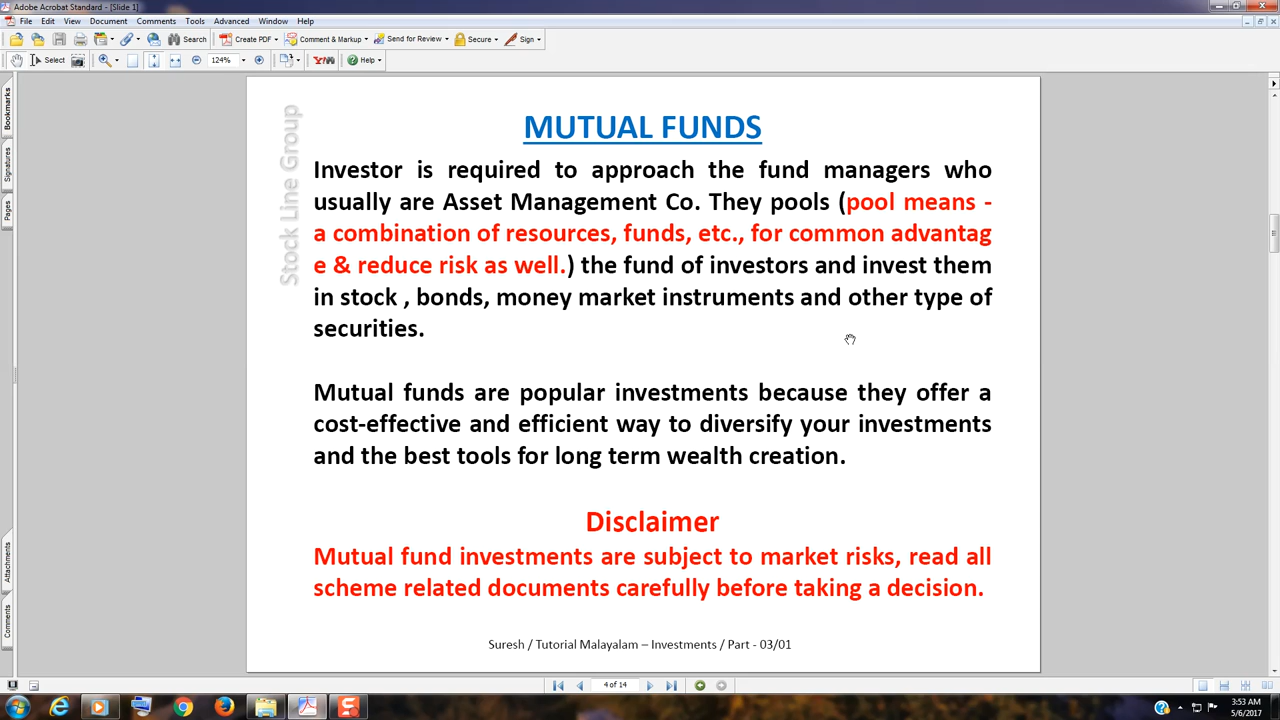 Adobe Acrobat Standard - [Slide 1]
File Edit View Document Comments Tools Advanced Window Help
Search Create PDF Comment & Markup Send for Review Secure Sign
Select 124% Help
Bookmarks
Signatures
Pages
Attachments
Comments
Stock Line Group
MUTUAL FUNDS
Investor is required to approach the fund managers who
usually are Asset Management Co. They pools (pool means -
a combination of resources, funds, etc., for common advantag
e & reduce risk as well.) the fund of investors and invest them
in stock , bonds, money market instruments and other type of
securities.
Mutual funds are popular investments because they offer a
cost-effective and efficient way to diversify your investments
and the best tools for long term wealth creation.
Disclaimer
Mutual fund investments are subject to market risks, read all
scheme related documents carefully before taking a decision.
Suresh / Tutorial Malayalam – Investments / Part - 03/01
4 of 14
3:53 AM
5/6/2017